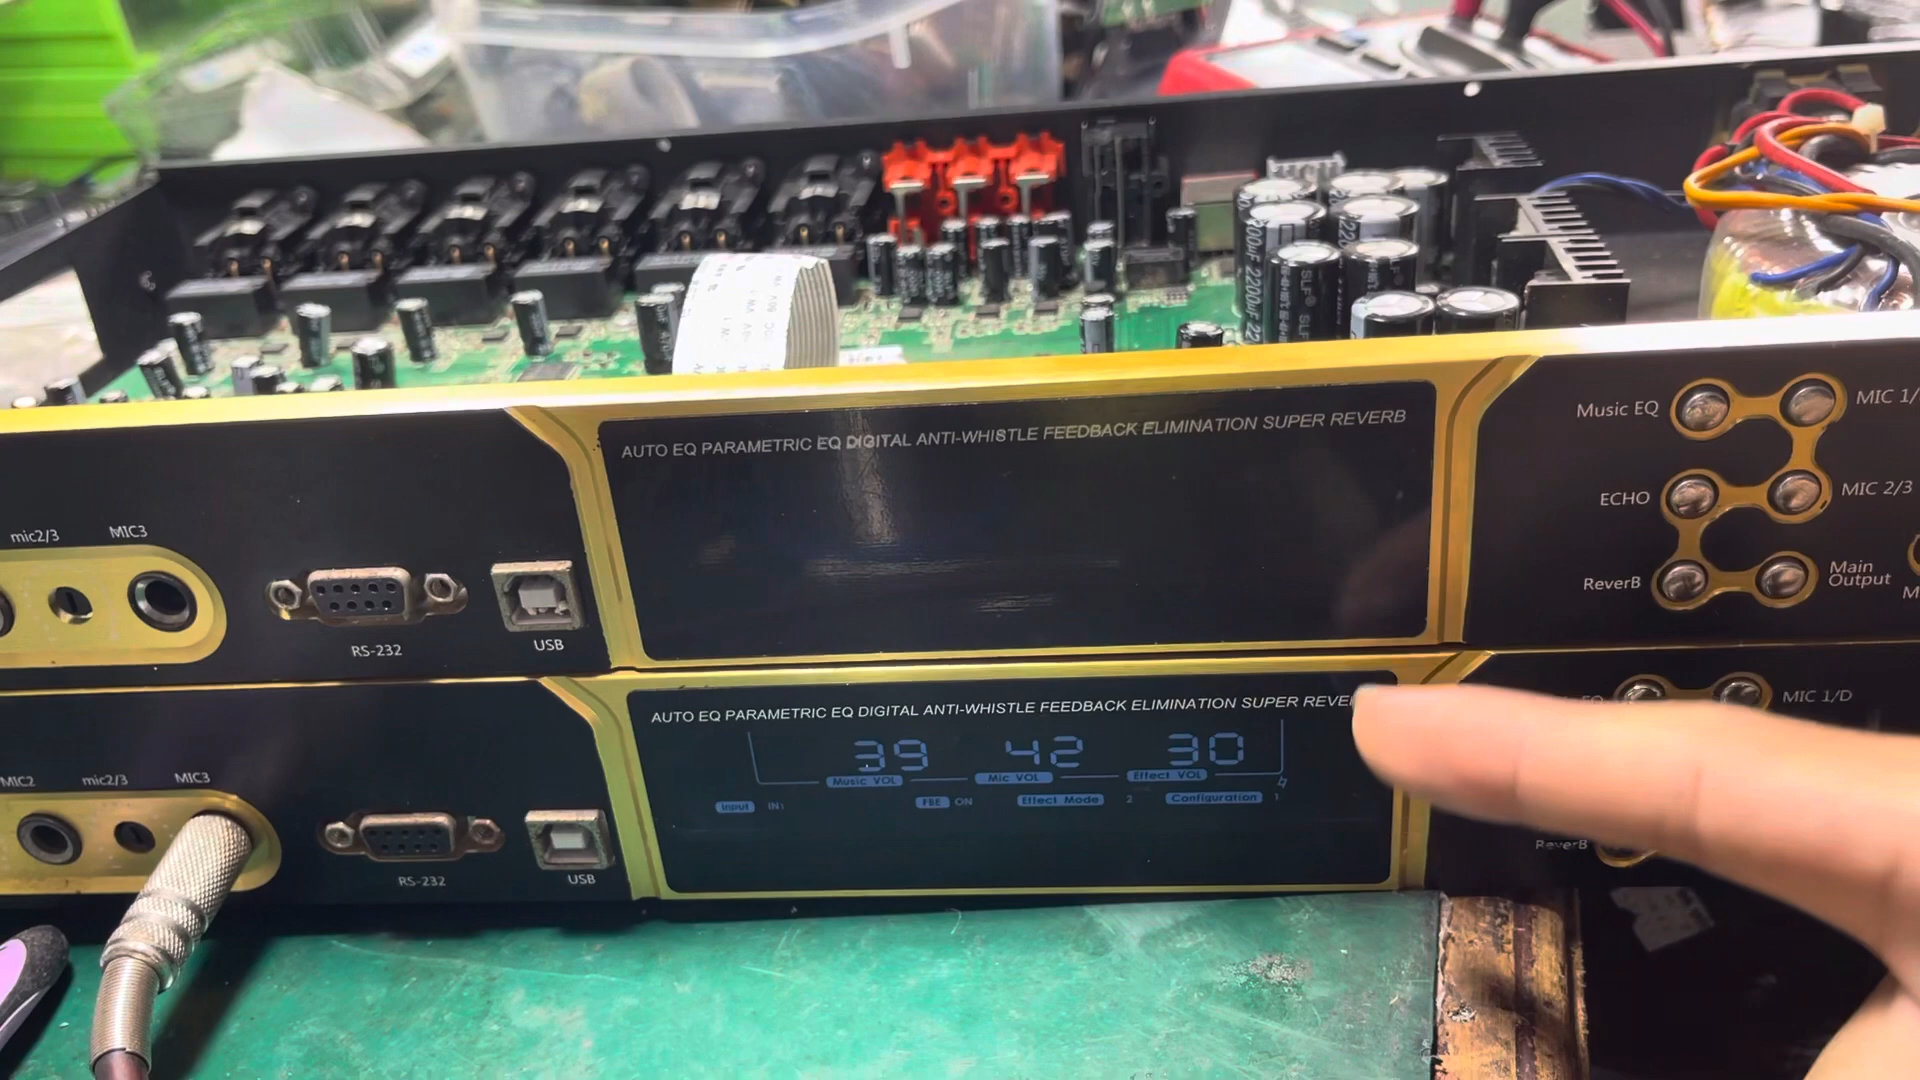 2200uF
SLF
SLF
AUTO EQ PARAMETRIC EQ DIGITAL ANTI-WHISTLE FEEDBACK ELIMINATION SUPER REVERB
Music EQ
MIC 1/
ECHO
MIC 2/3
ReverB
Main
Output
mic2/3
MIC3
RS-232
USB
AUTO EQ PARAMETRIC EQ DIGITAL ANTI-WHISTLE FEEDBACK ELIMINATION SUPER REVE
39 42 30
Music VOL Mic VOL Effect VOL
Input FBE ON Effect Mode 2 Configuration 1
MIC 1/D
ReverB
MIC2
mic2/3
MIC3
RS-232
USB